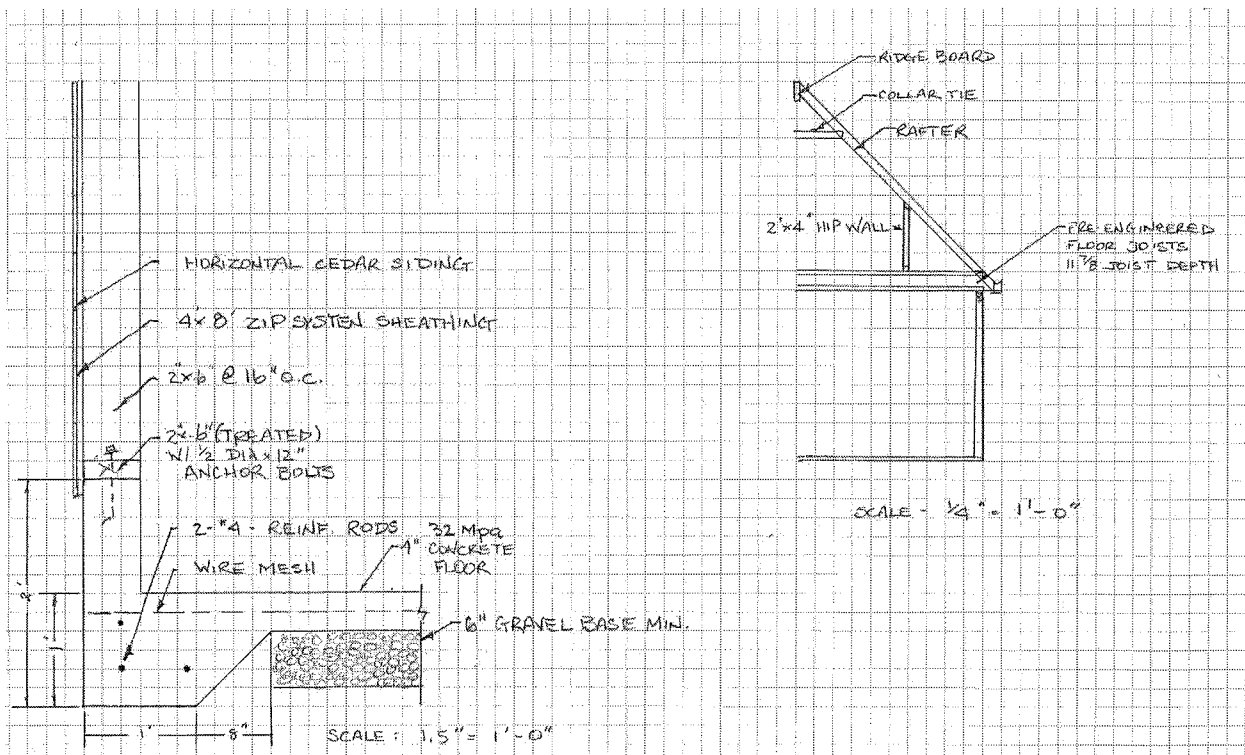 HORIZONTAL CEDAR SIDING
4'x 8' ZIP SYSTEN SHEATHING
2"x6" @ 16" O.C.
2"x6" (TREATED)
W/ 1/2 DIA x 12"
ANCHOR BOLTS
2-#4 - REINF. RODS
32 Mpa
4" CONCRETE
FLOOR
WIRE MESH
6" GRAVEL BASE MIN.
2'
1'
1'
8"
SCALE: 1.5" = 1'-0"
RIDGE BOARD
COLLAR TIE
RAFTER
2"x4" HIP WALL
PRE ENGINEERED
FLOOR JOISTS
11 7/8 JOIST DEPTH
SCALE - 1/4" = 1'-0"